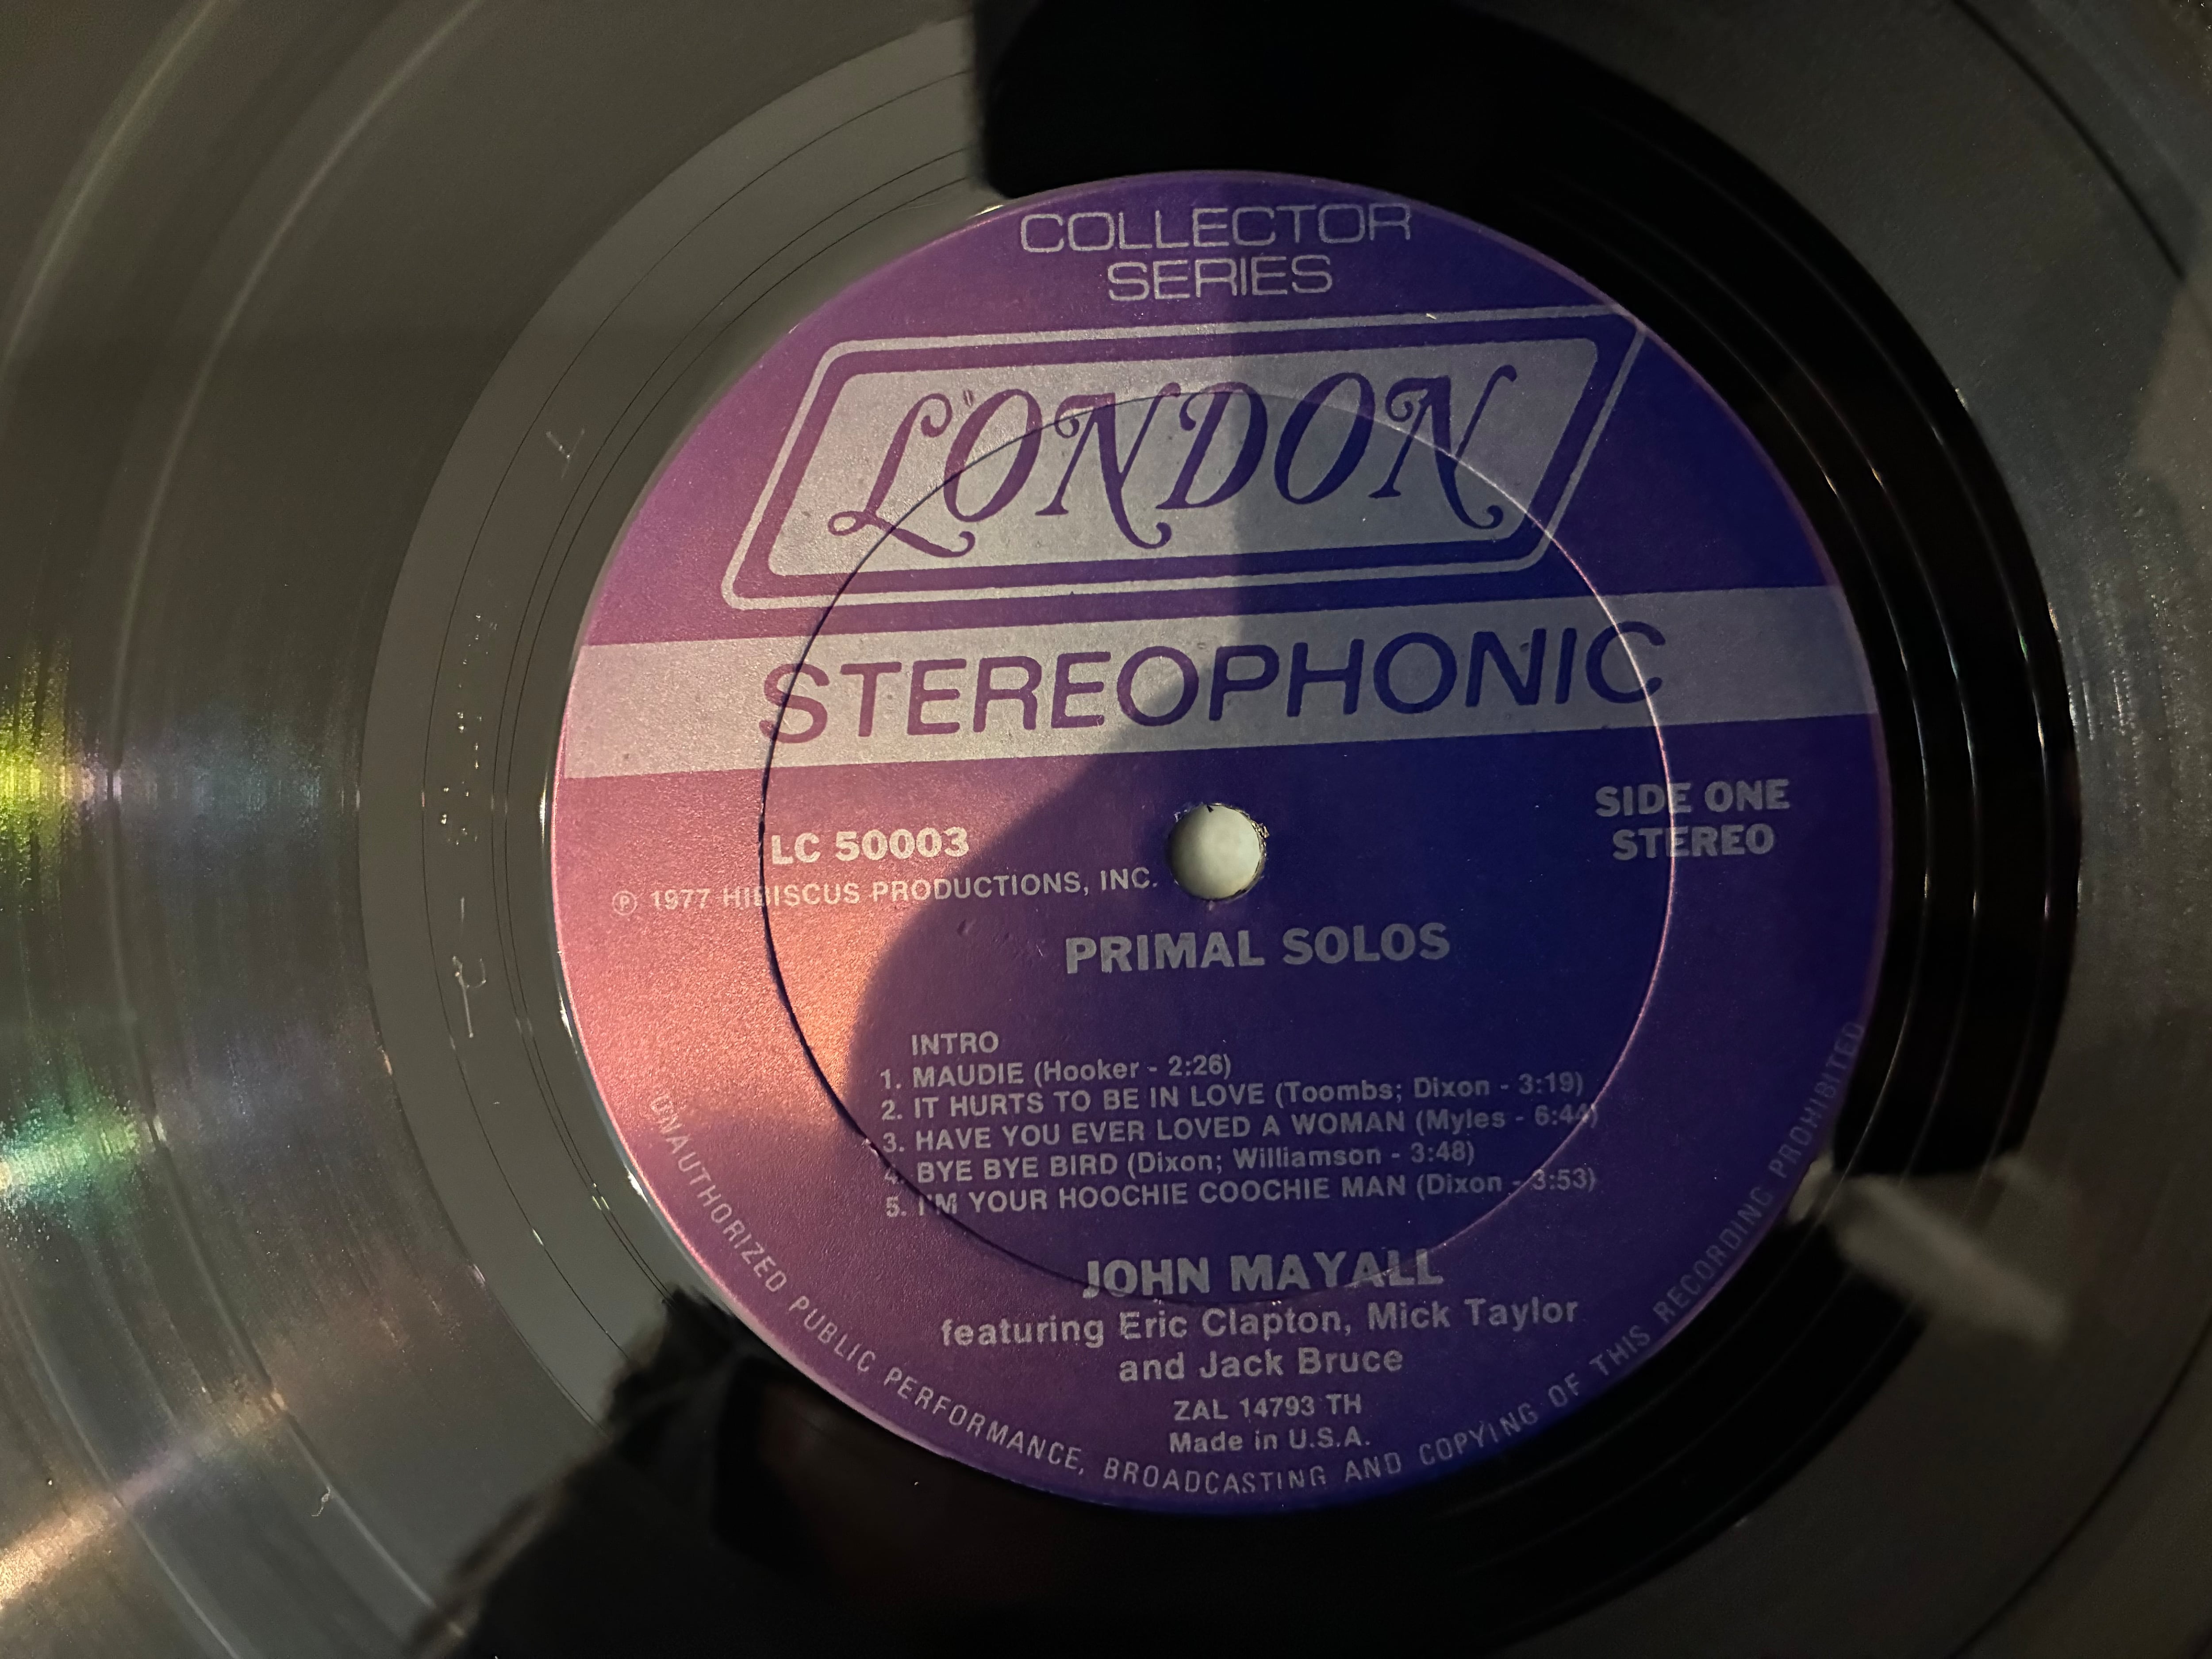 COLLECTOR
SERIES
LONDON
STEREOPHONIC
SIDE ONE
STEREO
LC 50003
℗ 1977 HIBISCUS PRODUCTIONS, INC.
PRIMAL SOLOS
INTRO
1. MAUDIE (Hooker - 2:26)
2. IT HURTS TO BE IN LOVE (Toombs; Dixon - 3:19)
3. HAVE YOU EVER LOVED A WOMAN (Myles - 6:44)
4. BYE BYE BIRD (Dixon; Williamson - 3:48)
5. I'M YOUR HOOCHIE COOCHIE MAN (Dixon - 3:53)
JOHN MAYALL
featuring Eric Clapton, Mick Taylor
and Jack Bruce
ZAL 14793 TH
Made in U.S.A.
UNAUTHORIZED PUBLIC PERFORMANCE, BROADCASTING AND COPYING OF THIS RECORDING PROHIBITED